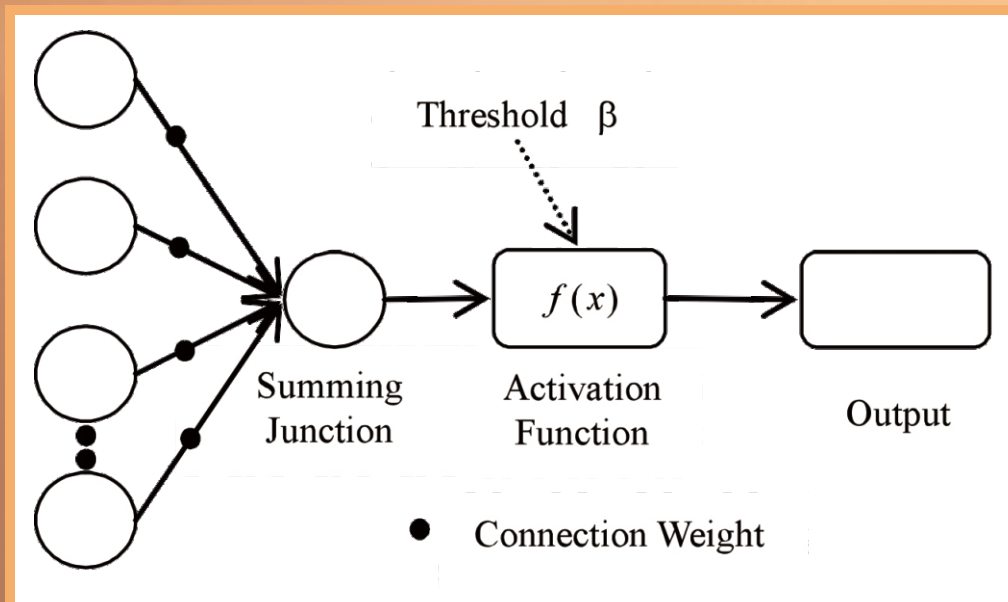 Threshold β
f(x)
Summing
Junction
Activation
Function
Output
Connection Weight